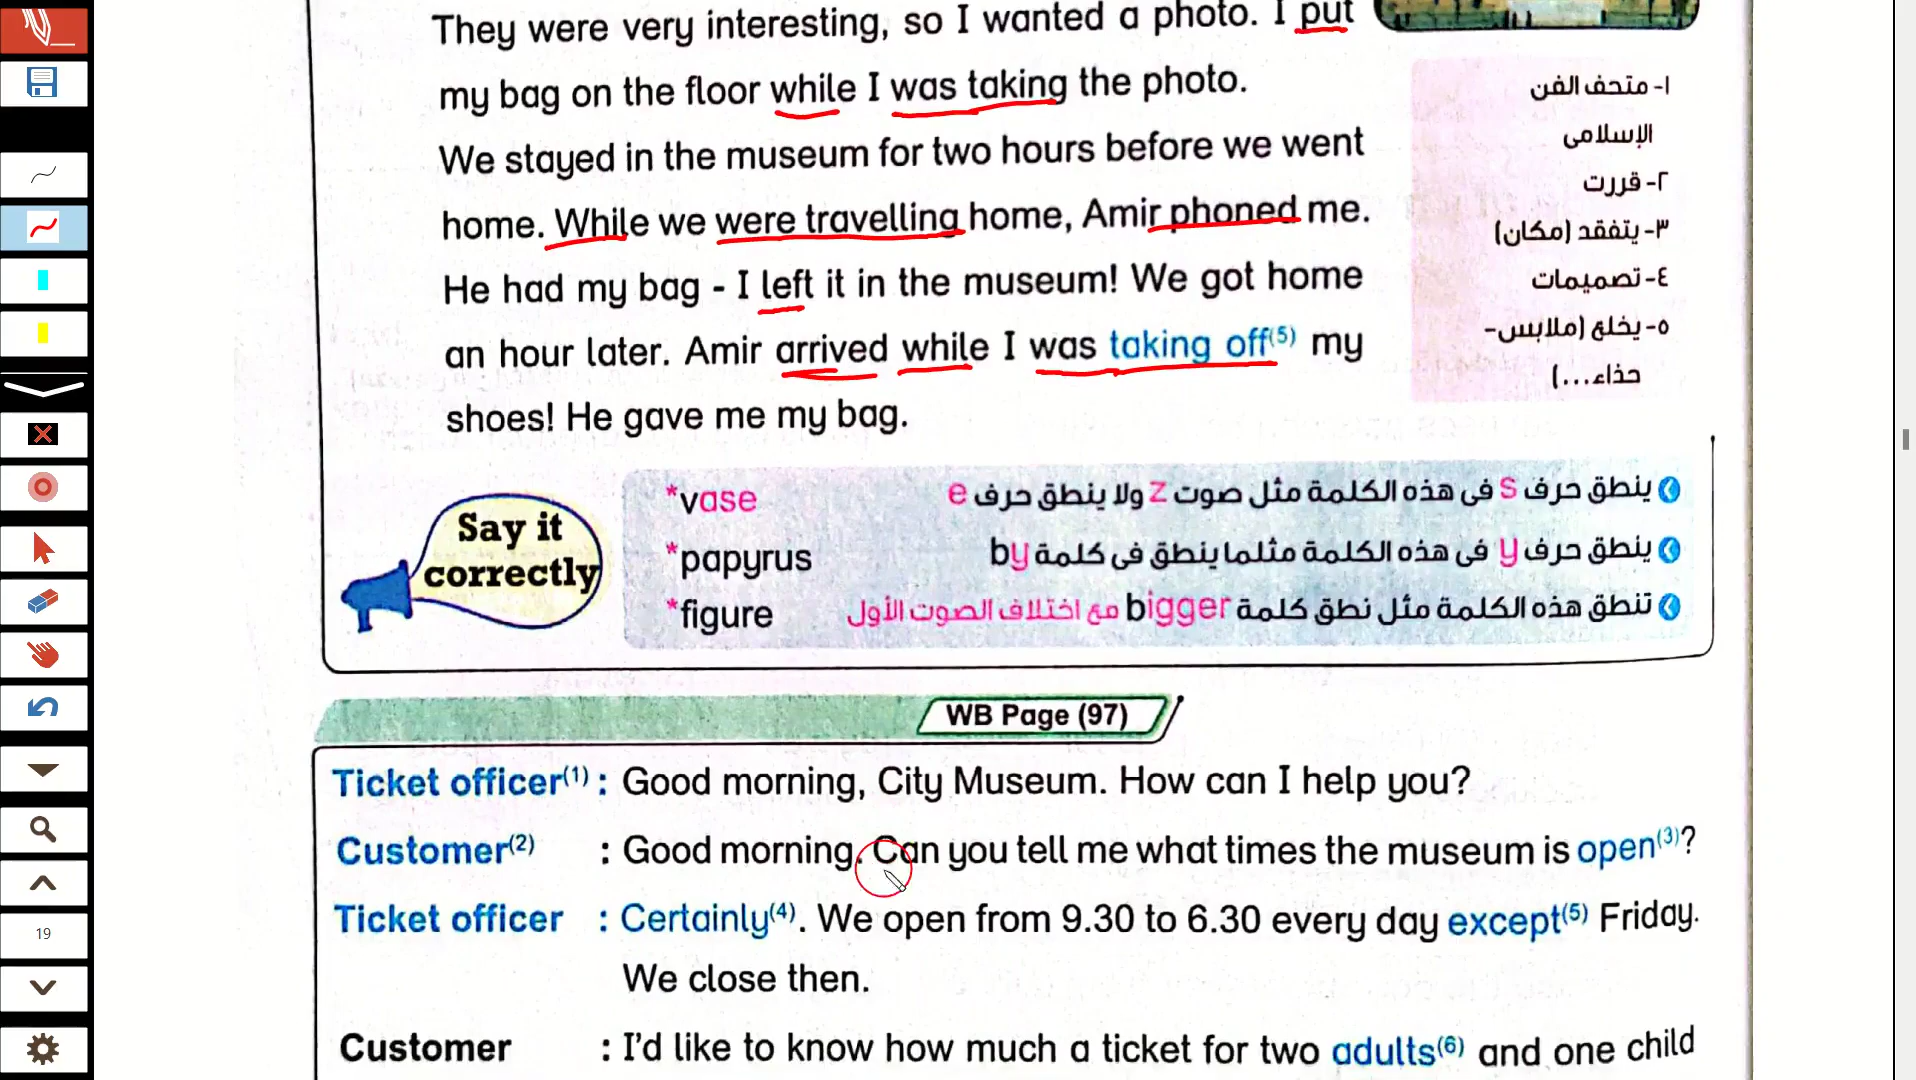 They were very interesting, so I wanted a photo. I put
my bag on the floor while I was taking the photo.
We stayed in the museum for two hours before we went
home. While we were travelling home, Amir phoned me.
He had my bag - I left it in the museum! We got home
an hour later. Amir arrived while I was taking off(5) my
shoes! He gave me my bag.
١- متحف الفن
الإسلامى
٢- قررت
٣- يتفقد (مكان)
٤- تصميمات
٥- يخلع (ملابس-
حذاء...)
Say it
correctly
*vase ينطق حرف s فى هذه الكلمة مثل صوت z ولا ينطق حرف e
*papyrus ينطق حرف y فى هذه الكلمة مثلما ينطق فى كلمة by
*figure تنطق هذه الكلمة مثل نطق كلمة bigger مع اختلاف الصوت الأول
WB Page (97)
Ticket officer(1) : Good morning, City Museum. How can I help you?
Customer(2) : Good morning. Can you tell me what times the museum is open(3)?
Ticket officer : Certainly(4). We open from 9.30 to 6.30 every day except(5) Friday.
We close then.
Customer : I'd like to know how much a ticket for two adults(6) and one child
19